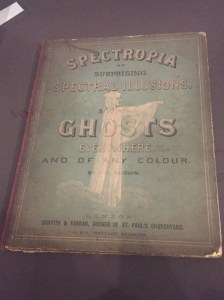 SPECTROPIA
OR
SURPRISING
SPECTRAL ILLUSIONS.
GHOSTS
EVERYWHERE
AND OF ANY COLOUR.
LONDON:
GRIFFITH & FARRAN, CORNER OF ST. PAUL'S CHURCHYARD.